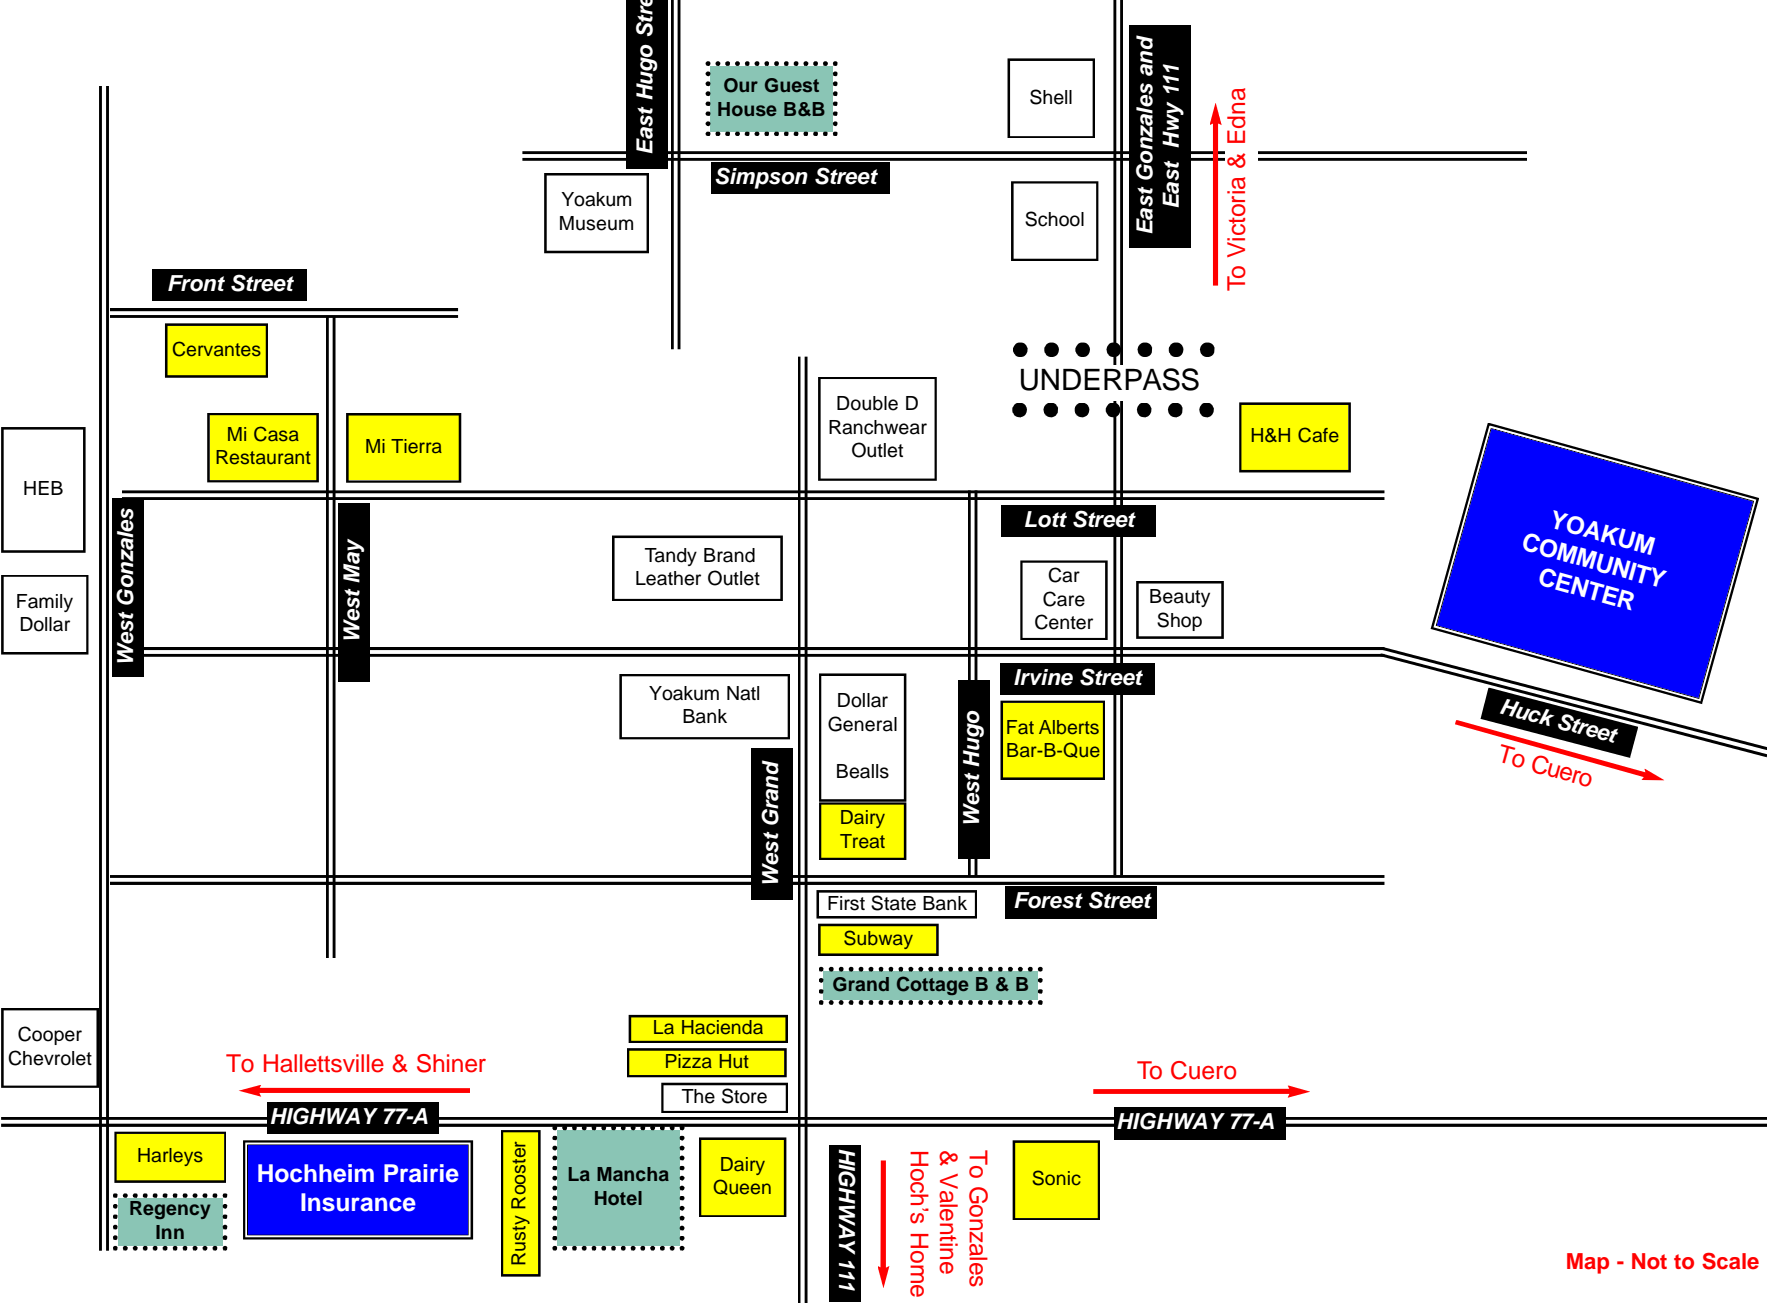 East Hugo Stre
Our Guest
House B&B
Shell
East Gonzales and
East Hwy 111
To Victoria & Edna
Simpson Street
Yoakum
Museum
School
Front Street
Cervantes
UNDERPASS
Double D
Ranchwear
Outlet
H&H Cafe
Mi Casa
Restaurant
Mi Tierra
HEB
YOAKUM
COMMUNITY
CENTER
West Gonzales
West May
Lott Street
Tandy Brand
Leather Outlet
Car
Care
Center
Beauty
Shop
Family
Dollar
Irvine Street
Yoakum Natl
Bank
Dollar
General
Bealls
West Hugo
Fat Alberts
Bar-B-Que
Huck Street
To Cuero
West Grand
Dairy
Treat
First State Bank
Forest Street
Subway
Grand Cottage B & B
Cooper
Chevrolet
La Hacienda
Pizza Hut
The Store
To Hallettsville & Shiner
To Cuero
HIGHWAY 77-A
HIGHWAY 77-A
Harleys
Regency
Inn
Hochheim Prairie
Insurance
Rusty Rooster
La Mancha
Hotel
Dairy
Queen
HIGHWAY 111
To Gonzales
& Valentine
Hoch's Home
Sonic
Map - Not to Scale